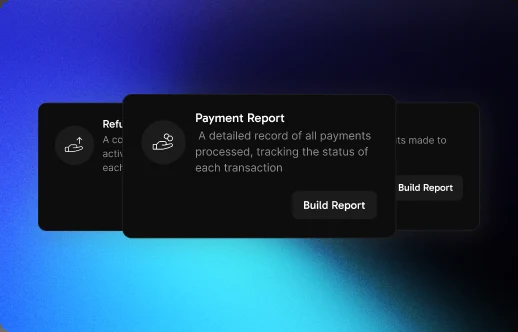 Refu
A co
activ
each
Payment Report
A detailed record of all payments
processed, tracking the status of
each transaction
Build Report
ts made to
Build Report